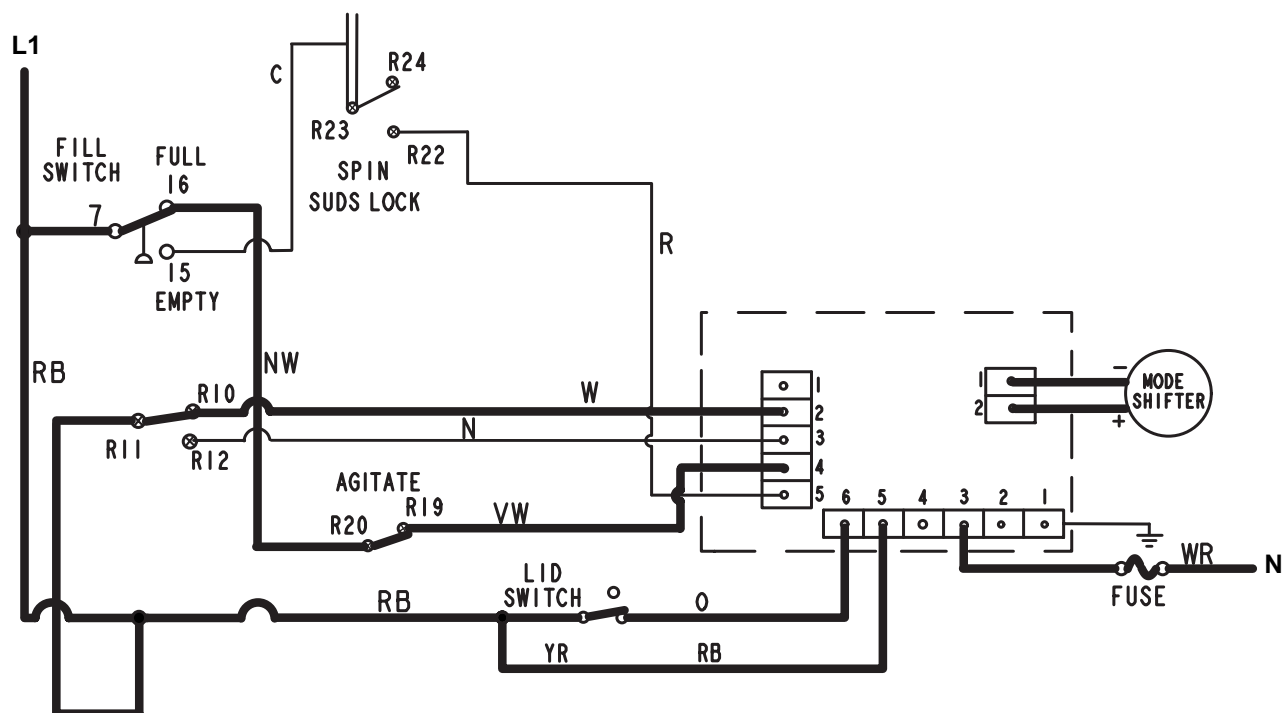 L1
C
R24
R23
R22
FILL
SWITCH
FULL
16
7
SPIN
SUDS LOCK
R
15
EMPTY
RB
NW
R10
W
R11
R12
N
1
2
3
4
5
1
2
-
+
MODE
SHIFTER
AGITATE
R19
R20
VW
6 5 4 3 2 1
LID
SWITCH
RB
O
YR
RB
WR
N
FUSE